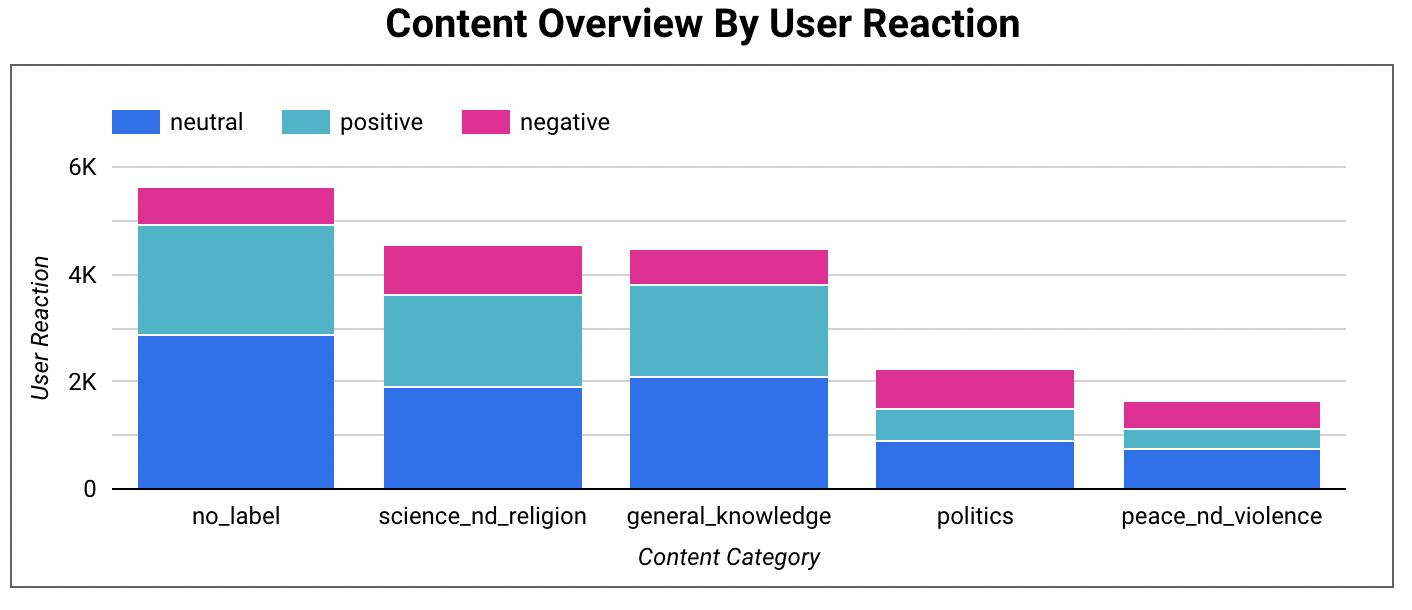 Content Overview By User Reaction
neutral positive negative
6K
4K
2K
0
User Reaction
no_label science_nd_religion general_knowledge politics peace_nd_violence
Content Category